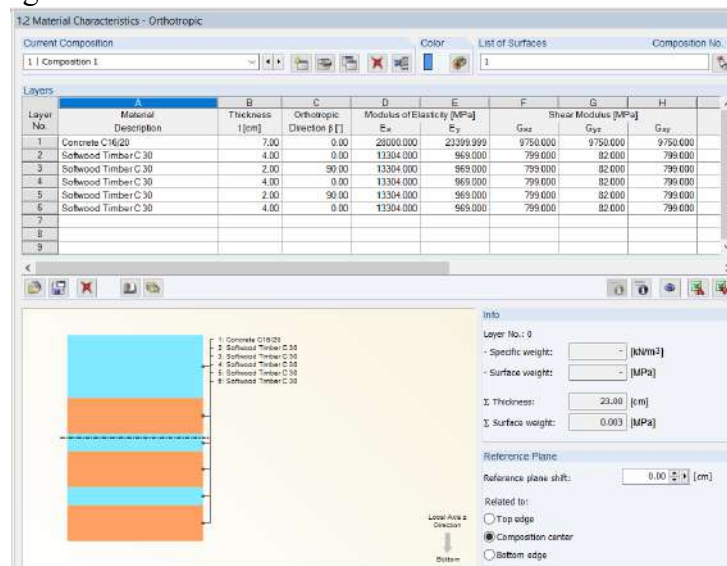 1.2 Material Characteristics - Orthotropic
Current Composition
Color
List of Surfaces
Composition No.
1 | Composition 1
1
Layers
A B C D E F G H
Layer Material Thickness Orthotropic Modulus of Elasticity [MPa] Shear Modulus [MPa]
No. Description t [cm] Direction β [°] Ex Ey Gxz Gyz Gxy
1 Concrete C16/20 7.00 0.00 28000.000 23399.999 9750.000 9750.000 9750.000
2 Softwood Timber C 30 4.00 0.00 13304.000 969.000 799.000 82.000 799.000
3 Softwood Timber C 30 2.00 90.00 13304.000 969.000 799.000 82.000 799.000
4 Softwood Timber C 30 4.00 0.00 13304.000 969.000 799.000 82.000 799.000
5 Softwood Timber C 30 2.00 90.00 13304.000 969.000 799.000 82.000 799.000
6 Softwood Timber C 30 4.00 0.00 13304.000 969.000 799.000 82.000 799.000
7
8
9
1: Concrete C16/20
2: Softwood Timber C 30
3: Softwood Timber C 30
4: Softwood Timber C 30
5: Softwood Timber C 30
6: Softwood Timber C 30
Local Axis z
Direction
Bottom
Info
Layer No.: 0
- Specific weight: - [kN/m3]
- Surface weight: - [MPa]
Σ Thickness: 23.00 [cm]
Σ Surface weight: 0.003 [MPa]
Reference Plane
Reference plane shift: 0.00 [cm]
Related to:
Top edge
Composition center
Bottom edge